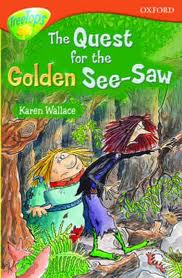 TreeTops
OXFORD
The Quest
for the
Golden See-Saw
Karen Wallace